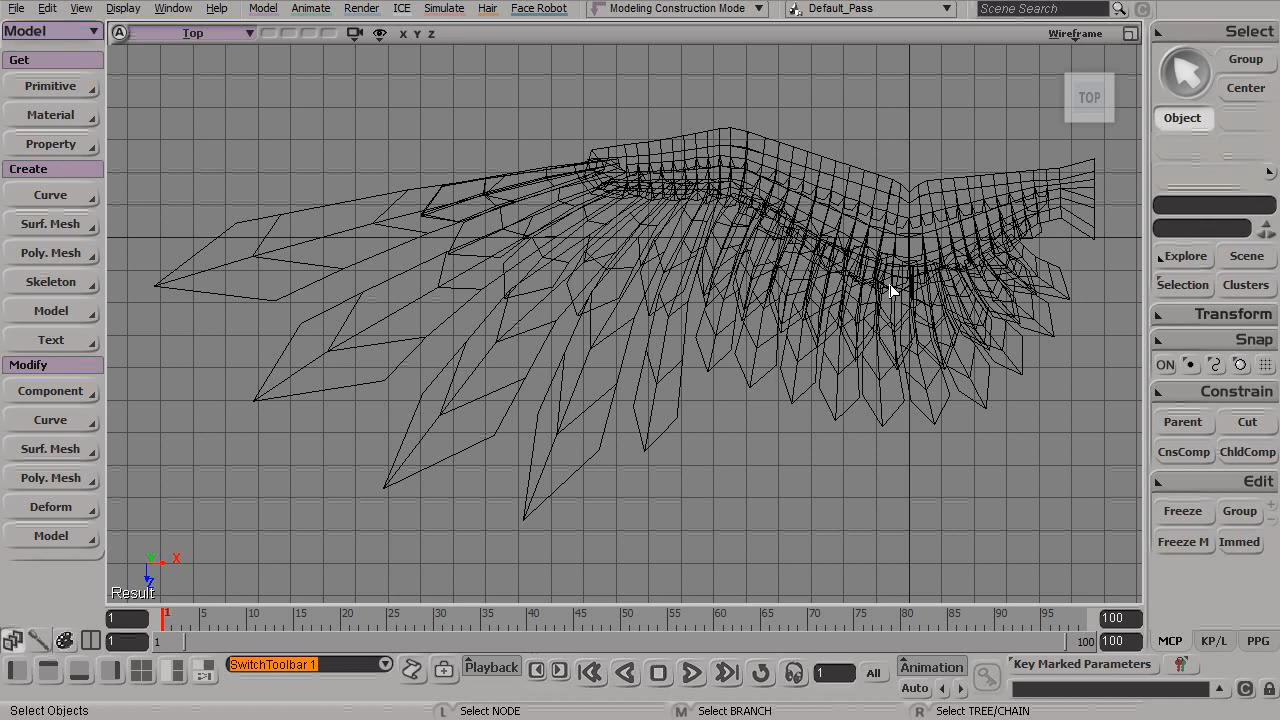 File Edit View Display Window Help Model Animate Render ICE Simulate Hair Face Robot Modeling Construction Mode Default_Pass Scene Search
Model A Top X Y Z Wireframe Select
Get
Primitive
Material
Property
Create
Curve
Surf. Mesh
Poly. Mesh
Skeleton
Model
Text
Modify
Component
Curve
Surf. Mesh
Poly. Mesh
Deform
Model
TOP
Y X
Z
Result
Group
Center
Object
Explore Scene
Selection Clusters
Transform
Snap
ON
Constrain
Parent Cut
CnsComp ChldComp
Edit
Freeze Group
Freeze M Immed
1 1 5 10 15 20 25 30 35 40 45 50 55 60 65 70 75 80 85 90 95 100
1 1 100 100
MCP KP/L PPG
SwitchToolbar 1 Playback 1 All Animation Key Marked Parameters
Auto
Select Objects L Select NODE M Select BRANCH R Select TREE/CHAIN